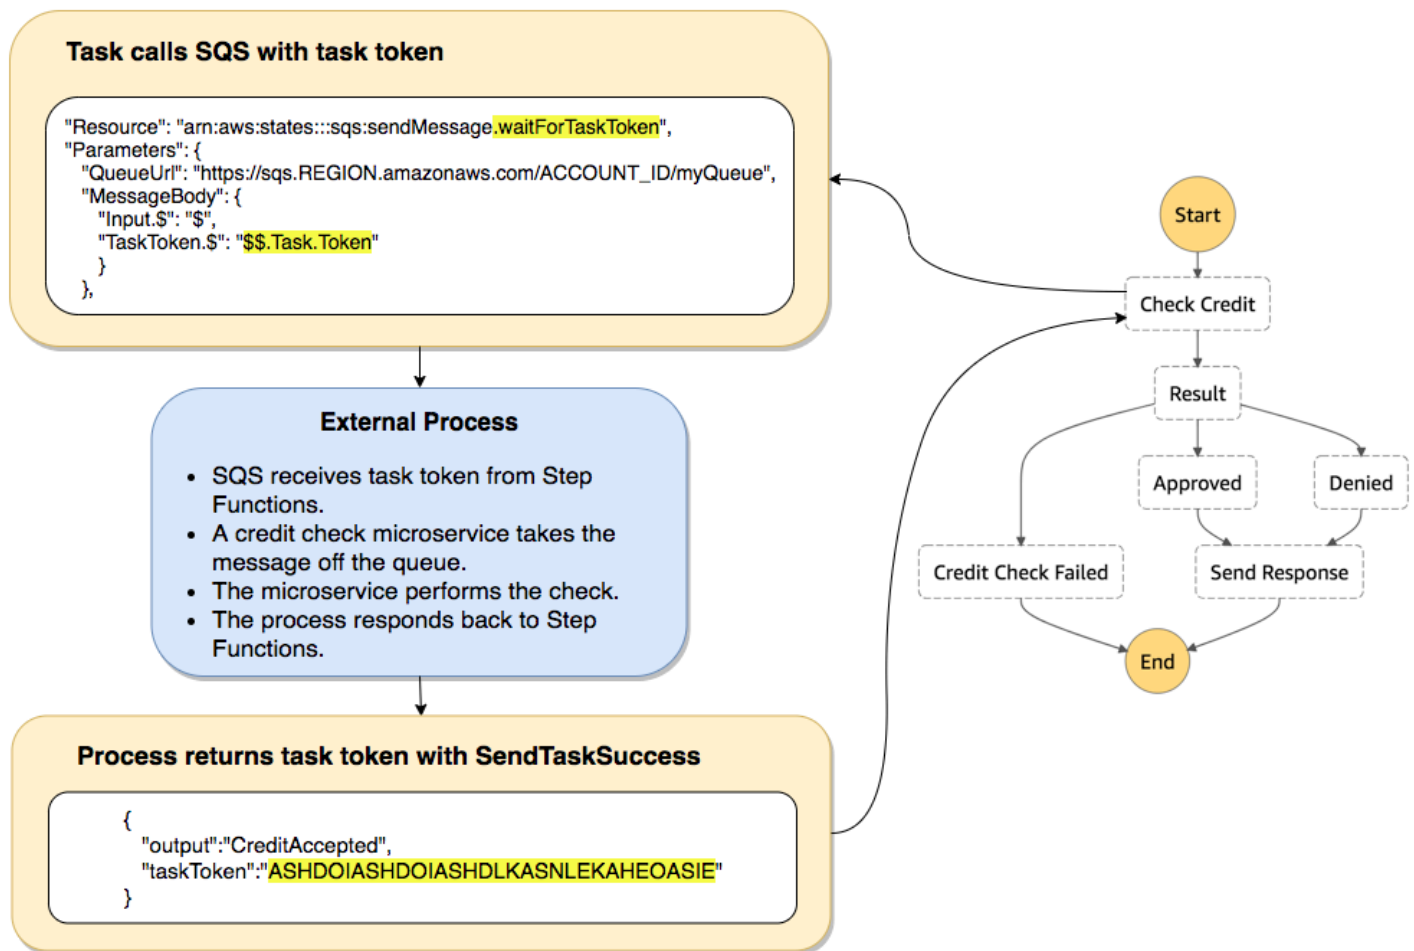 Task calls SQS with task token
"Resource": "arn:aws:states:::sqs:sendMessage.waitForTaskToken",
"Parameters": {
"QueueUrl": "https://sqs.REGION.amazonaws.com/ACCOUNT_ID/myQueue",
"MessageBody": {
"Input.$": "$",
"TaskToken.$": "$$.Task.Token"
}
},
External Process
• SQS receives task token from Step
Functions.
• A credit check microservice takes the
message off the queue.
• The microservice performs the check.
• The process responds back to Step
Functions.
Process returns task token with SendTaskSuccess
{
"output":"CreditAccepted",
"taskToken":"ASHDOIASHDOIASHDLKASNLEKAHEOASIE"
}
Start
Check Credit
Result
Approved
Denied
Credit Check Failed
Send Response
End